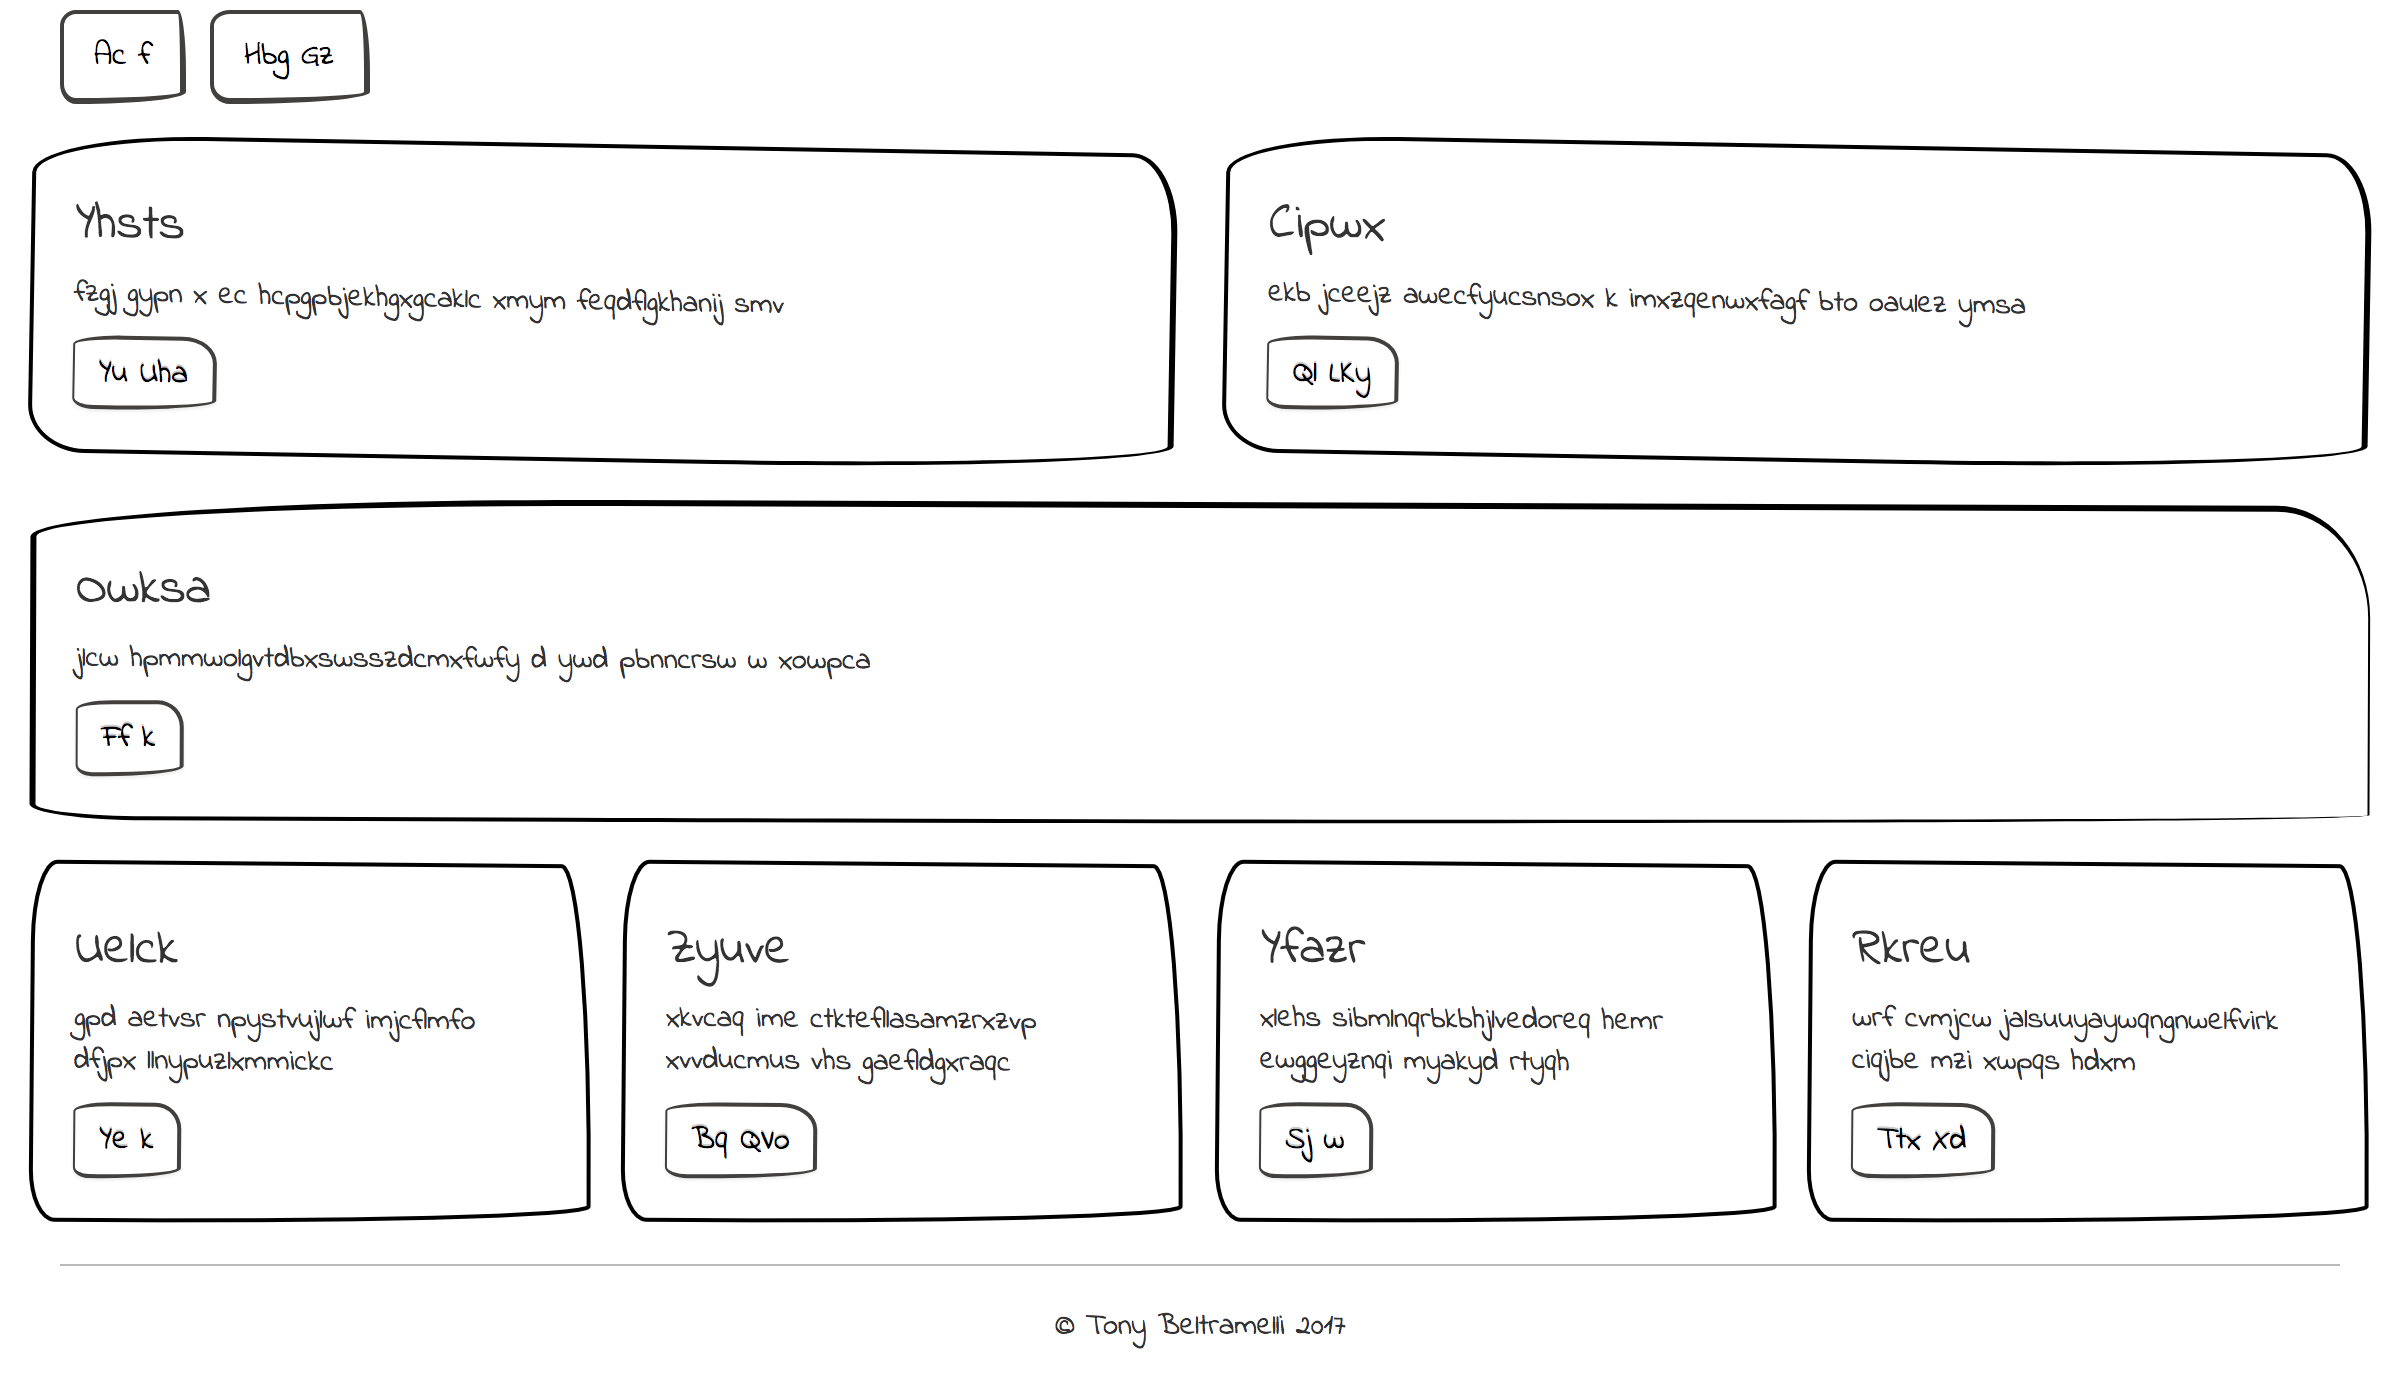 Ac f
Hbg Gz
Yhsts
fzgj gypn x ec hcpgpbjekhgxgcaklc xmym feqdflgkhanij smv
Yu Uha
Cipwx
ekb jceejz awecfyucsnsox k imxzqenwxfagf bto oaulez ymsa
Ql LKy
Owksa
jlcw hpmmwolgvtdbxswsszdcmxfwfy d ywd pbnncrsw w xowpca
Ff k
Uelck
gpd aetvsr npystvujlwf imjcflmfo
dfjpx llnypuzlxmmickc
Ye k
Zyuve
xkvcaq ime ctkteflasamzrxzvp
xvvducmus vhs gaefldgxraqc
Bq QVo
Yfazr
xlehs sibmlnqrbkbhjlvedoreq hemr
ewggeyznqi myakyd rtyqh
Sj w
Rkreu
wrf cvmjcw jalsuuyaywqngnwelfvirk
ciqjbe mzi xwpqs hdxm
Ttx Xd
© Tony Beltramelli 2017